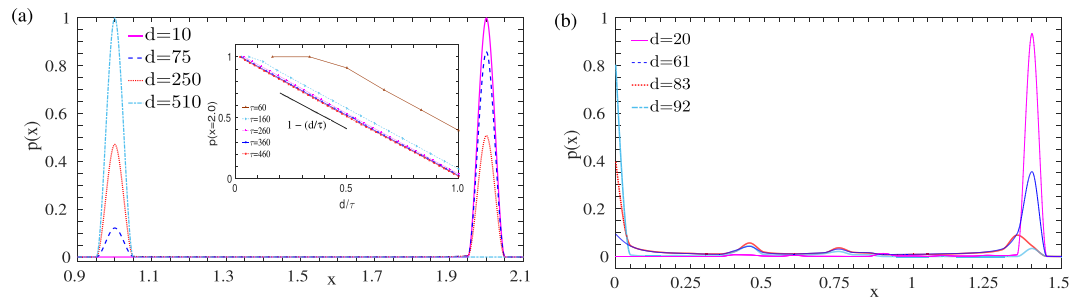 (a)
1
0.8
0.6
0.4
0.2
0
p(x)
d=10
d=75
d=250
d=510
1
0.5
0
p(x=2.0)
τ=60
τ=160
τ=260
τ=360
τ=460
1 − (d/τ)
0 0.5 1.0
d/τ
0.9 1.1 1.3 1.5 1.7 1.9 2.1
x
(b)
1
0.8
0.6
0.4
0.2
0
p(x)
d=20
d=61
d=83
d=92
0 0.25 0.5 0.75 1 1.25 1.5
x